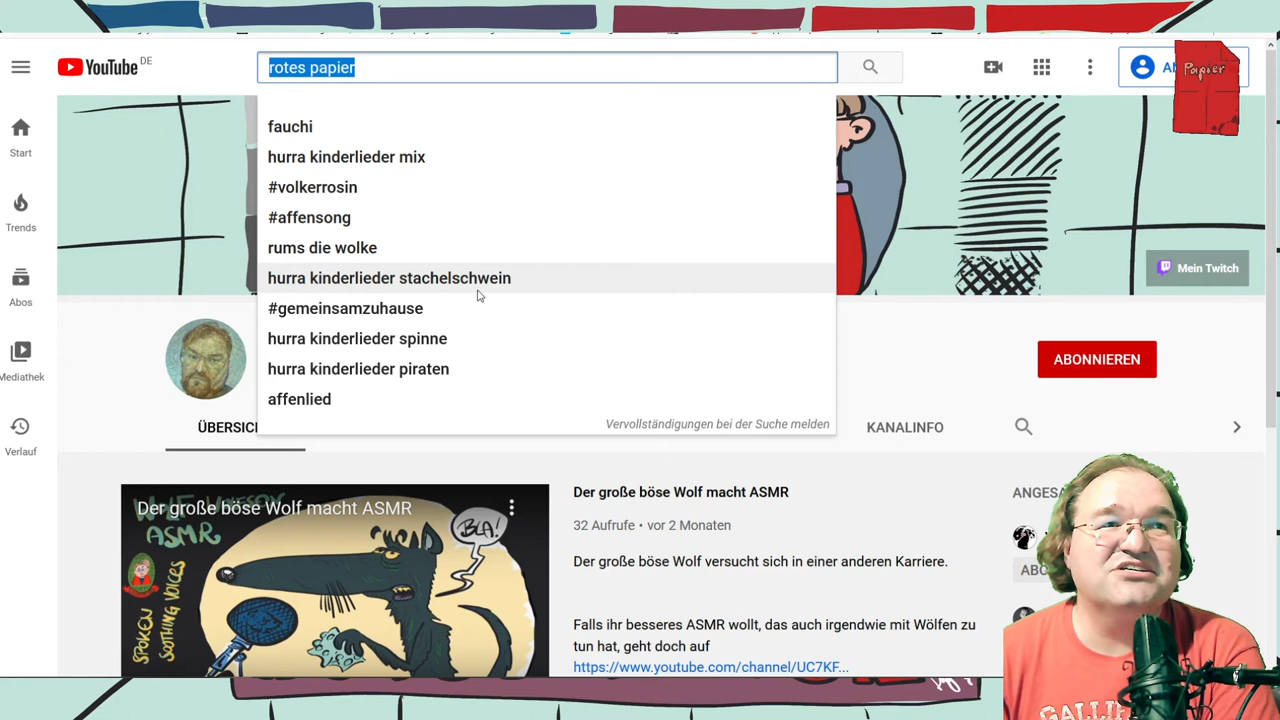 YouTube DE
rotes papier
Papier
fauchi
hurra kinderlieder mix
#volkerrosin
#affensong
rums die wolke
hurra kinderlieder stachelschwein
#gemeinsamzuhause
hurra kinderlieder spinne
hurra kinderlieder piraten
affenlied
Vervollständigungen bei der Suche melden
Start
Trends
Abos
Mediathek
Verlauf
Mein Twitch
ABONNIEREN
KANALINFO
Der große böse Wolf macht ASMR
ASMR
BLA!
SPOKEN
SOOTHING VOICES
Der große böse Wolf macht ASMR
32 Aufrufe • vor 2 Monaten
Der große böse Wolf versucht sich in einer anderen Karriere.
Falls ihr besseres ASMR wollt, das auch irgendwie mit Wölfen zu
tun hat, geht doch auf
https://www.youtube.com/channel/UC7KF...